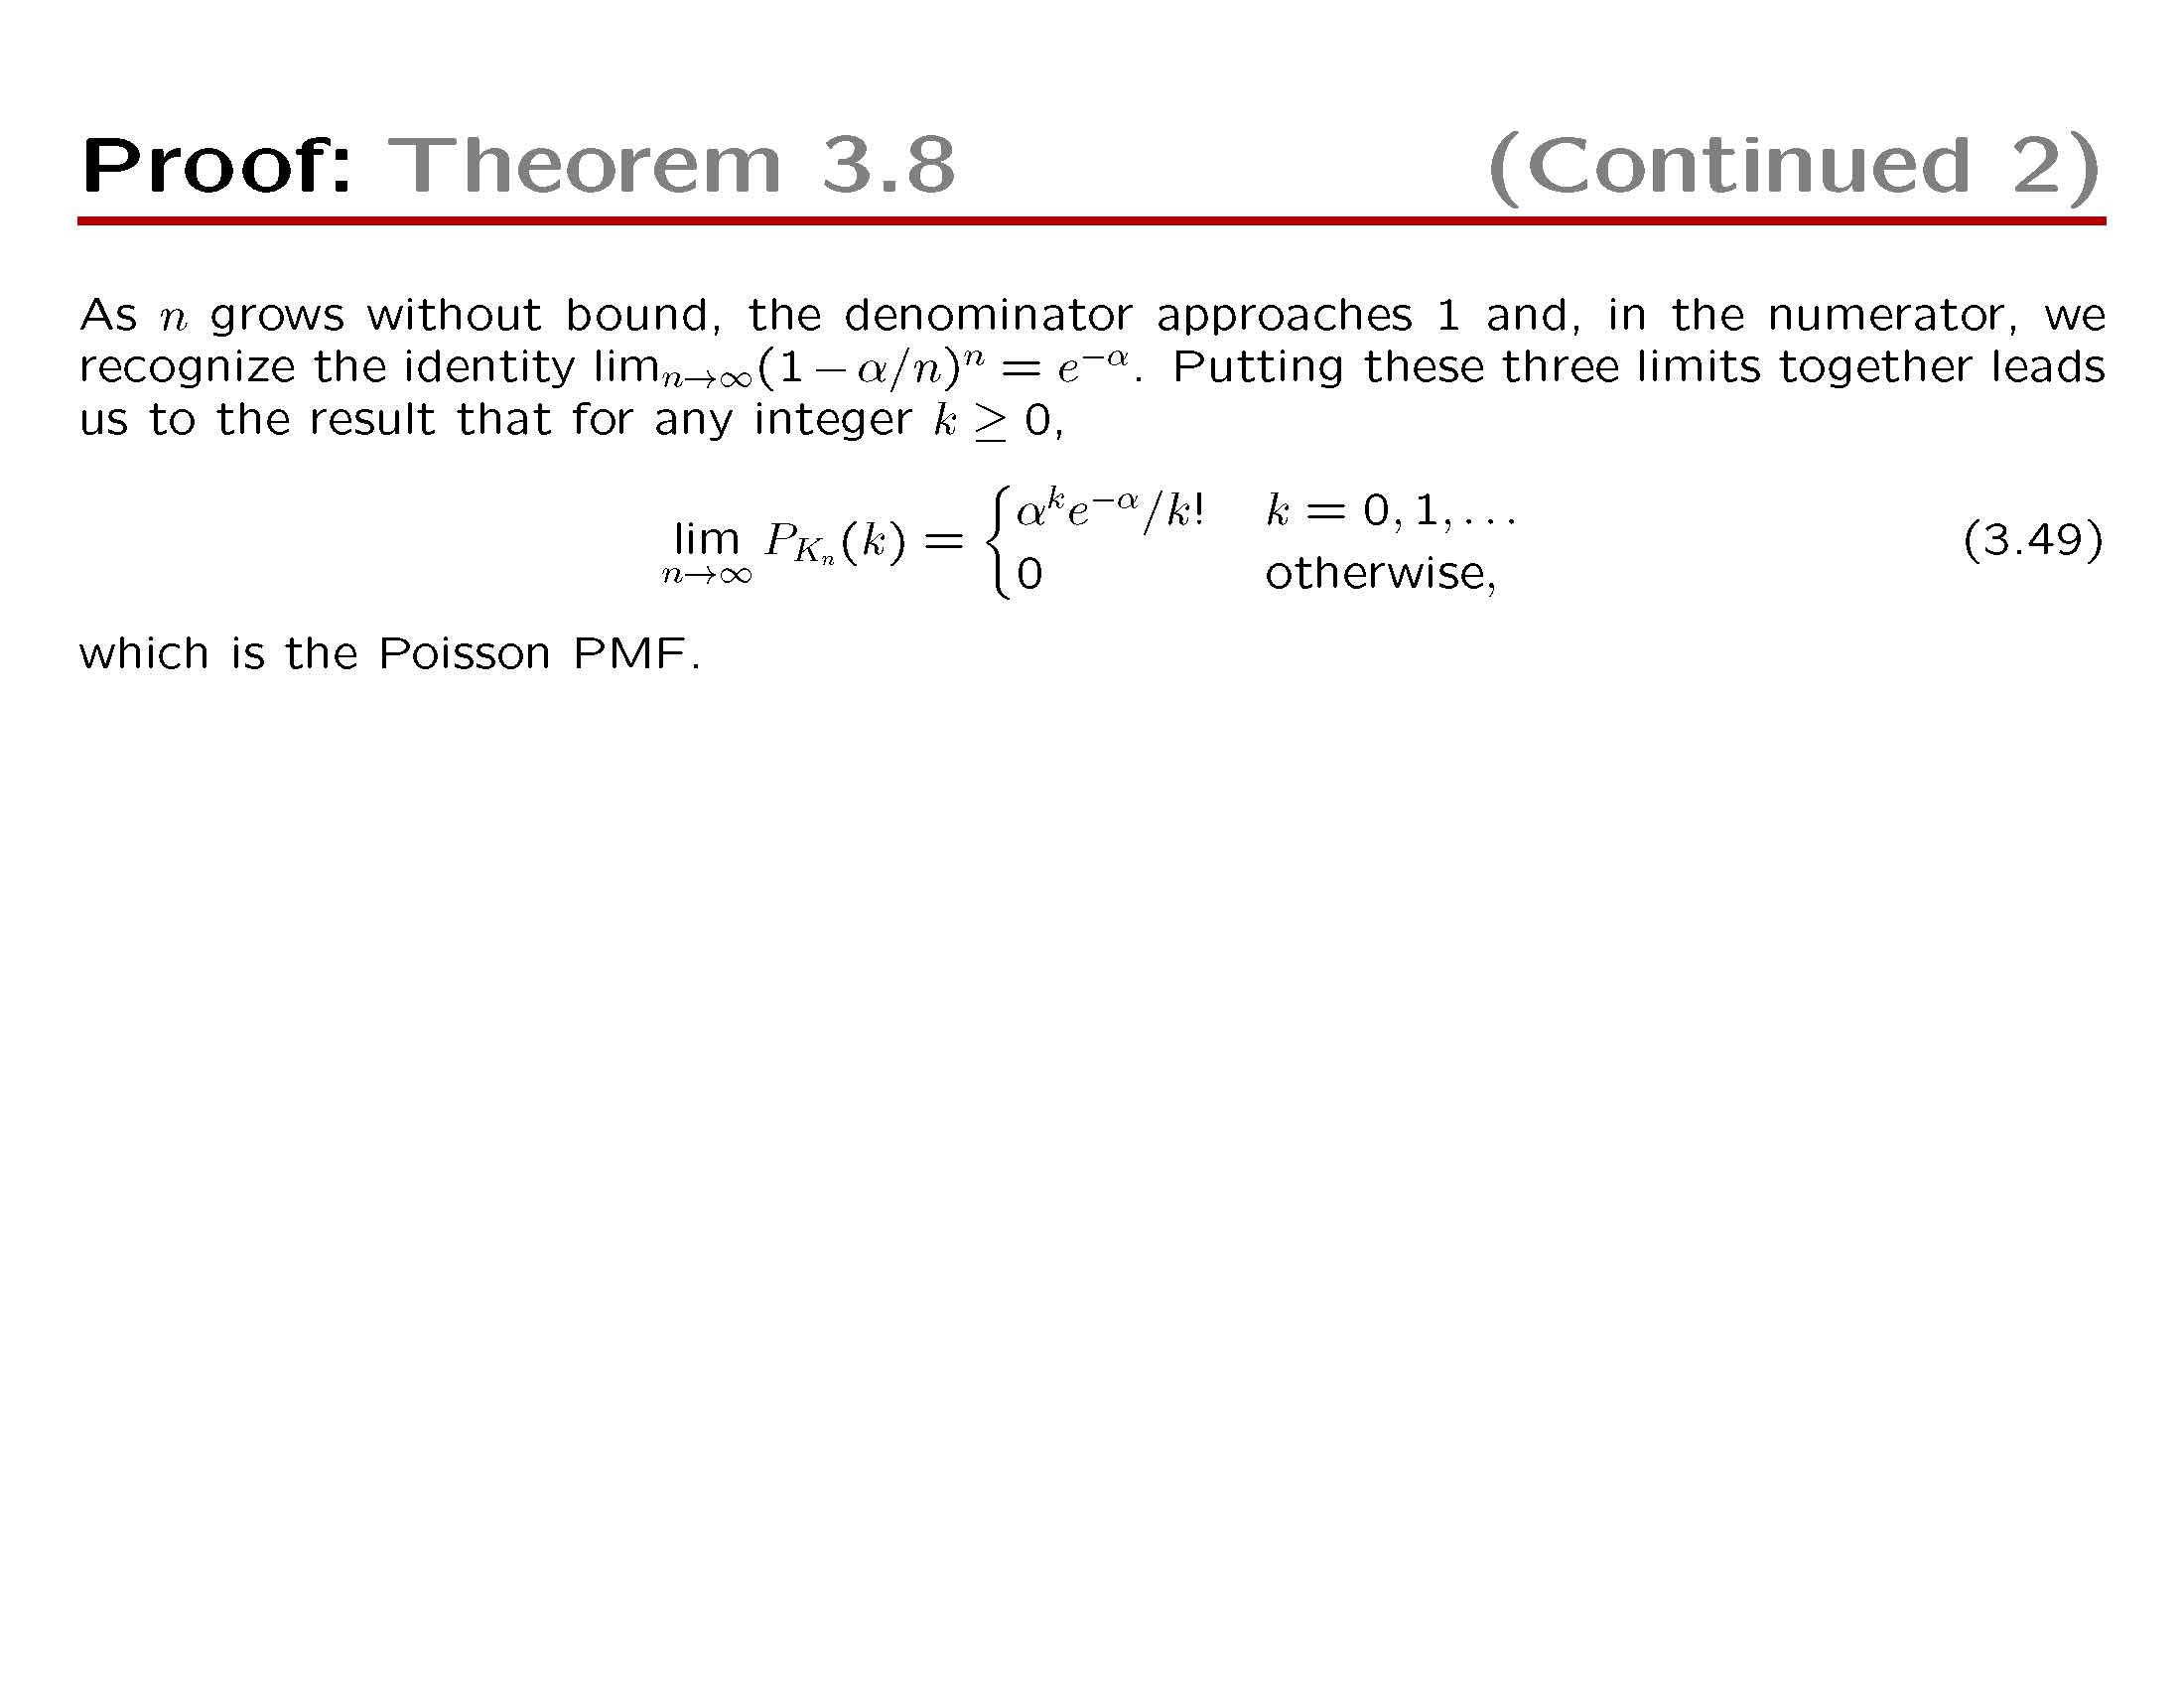 Proof: Theorem 3.8 (Continued 2)
As n grows without bound, the denominator approaches 1 and, in the numerator, we
recognize the identity lim_{n→∞}(1 − α/n)^n = e^{−α}. Putting these three limits together leads
us to the result that for any integer k ≥ 0,
lim_{n→∞} P_{K_n}(k) = { α^k e^{−α}/k! k = 0, 1, . . .
0 otherwise, (3.49)
which is the Poisson PMF.